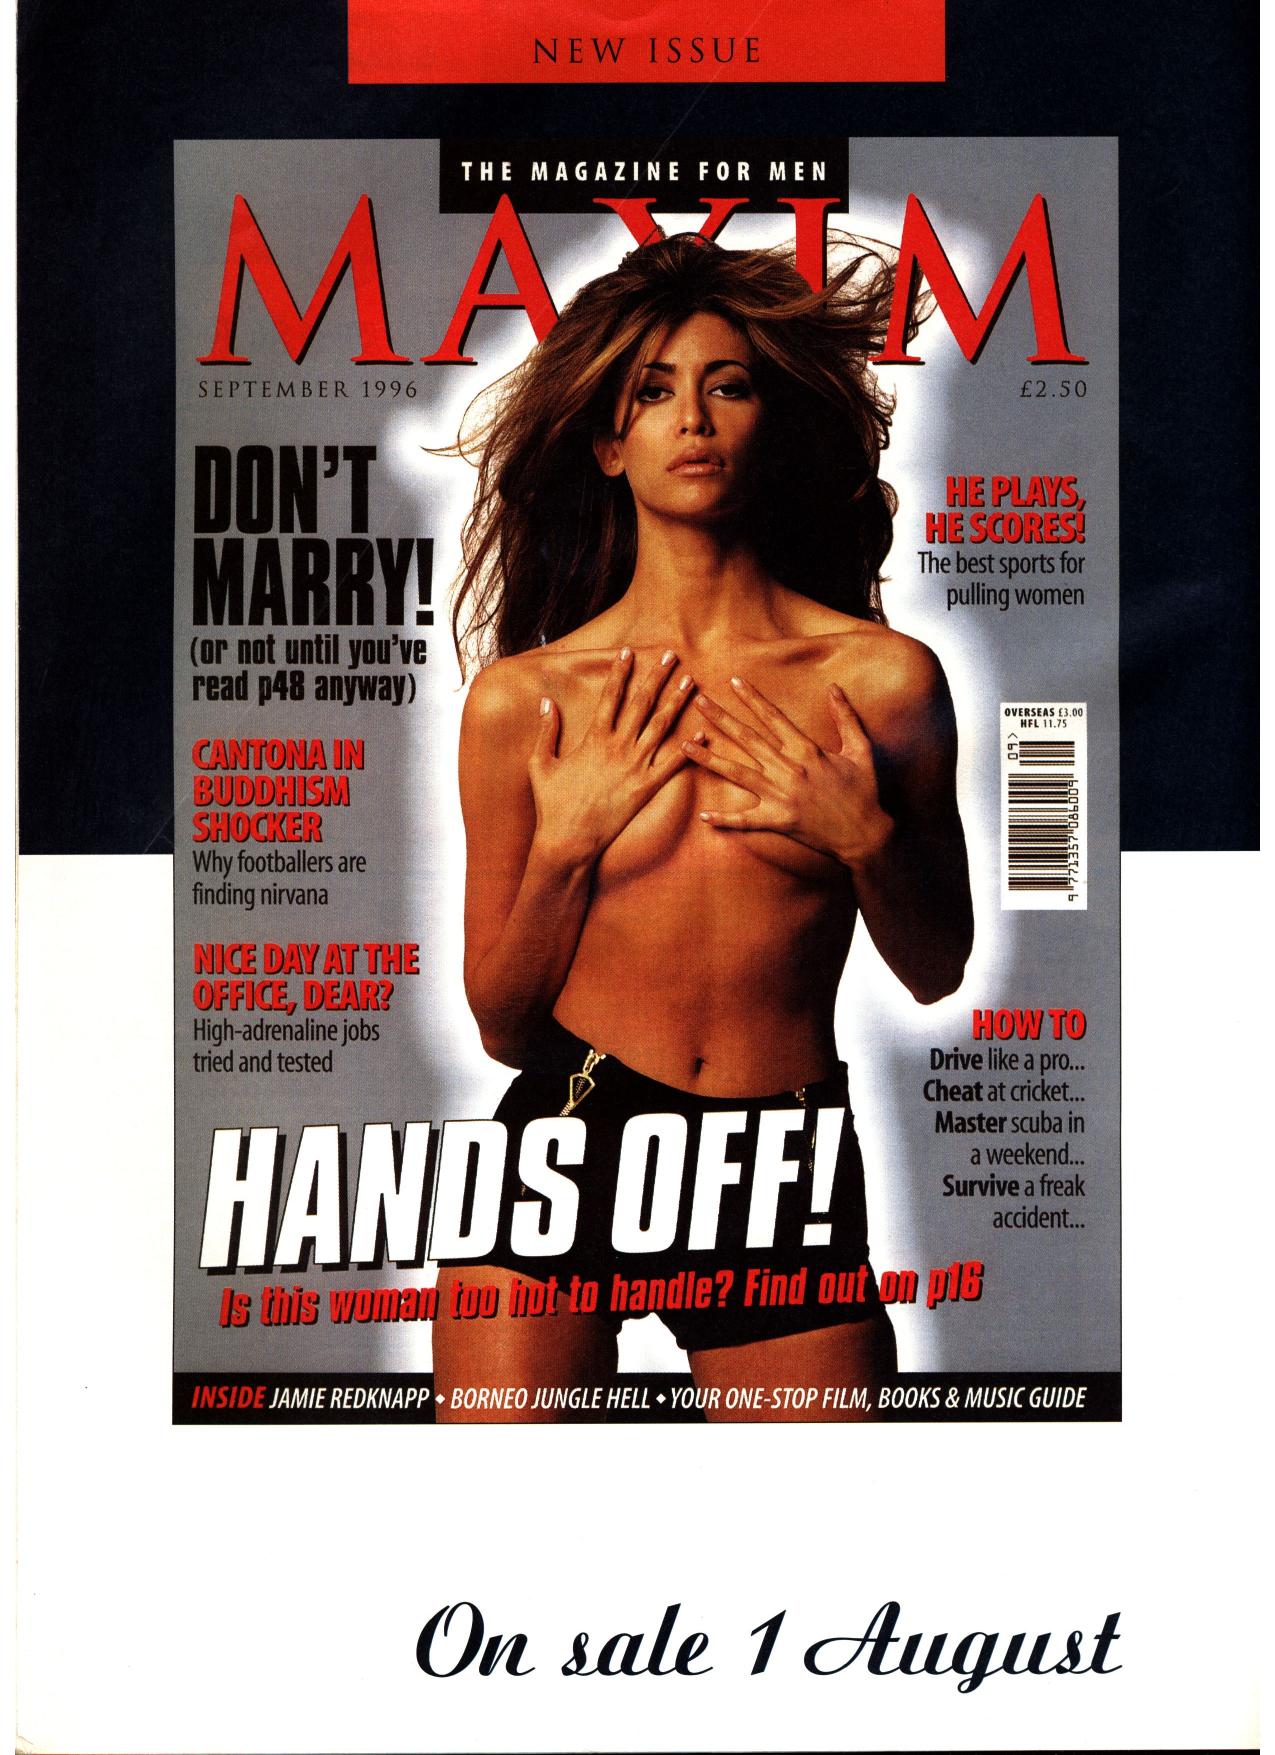 NEW ISSUE
THE MAGAZINE FOR MEN
MAXIM
SEPTEMBER 1996
£2.50
DON'T
MARRY!
(or not until you've
read p48 anyway)
CANTONA IN
BUDDHISM
SHOCKER
Why footballers are
finding nirvana
NICE DAY AT THE
OFFICE, DEAR?
High-adrenaline jobs
tried and tested
HE PLAYS,
HE SCORES!
The best sports for
pulling women
OVERSEAS £3.00
HFL 11.75
09>
9 771357 086009
HOW TO
Drive like a pro...
Cheat at cricket...
Master scuba in
a weekend...
Survive a freak
accident...
HANDS OFF!
Is this woman too hot to handle? Find out on p16
INSIDE JAMIE REDKNAPP ◆ BORNEO JUNGLE HELL ◆ YOUR ONE-STOP FILM, BOOKS & MUSIC GUIDE
On sale 1 August